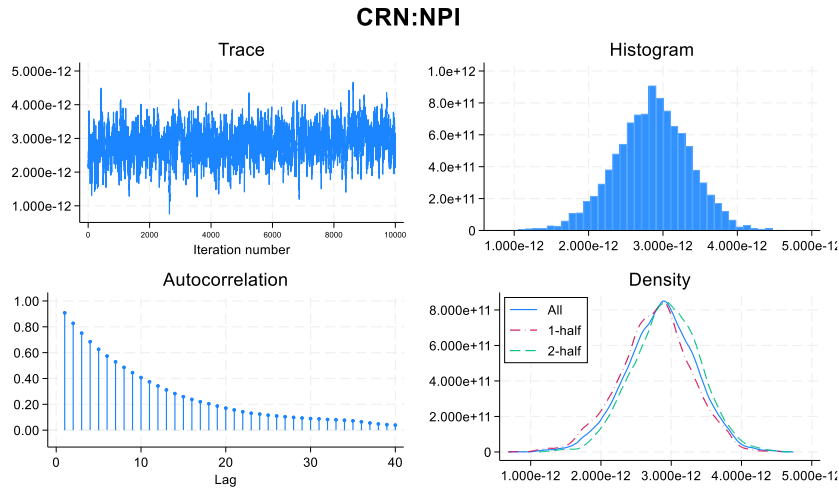 CRN:NPI
Trace
5.000e-12
4.000e-12
3.000e-12
2.000e-12
1.000e-12
0 2000 4000 6000 8000 10000
Iteration number
Histogram
1.0e+12
8.0e+11
6.0e+11
4.0e+11
2.0e+11
0
1.000e-12 2.000e-12 3.000e-12 4.000e-12 5.000e-12
Autocorrelation
1.00
0.80
0.60
0.40
0.20
0.00
0 10 20 30 40
Lag
Density
8.000e+11
6.000e+11
4.000e+11
2.000e+11
0
All
1-half
2-half
1.000e-12 2.000e-12 3.000e-12 4.000e-12 5.000e-12